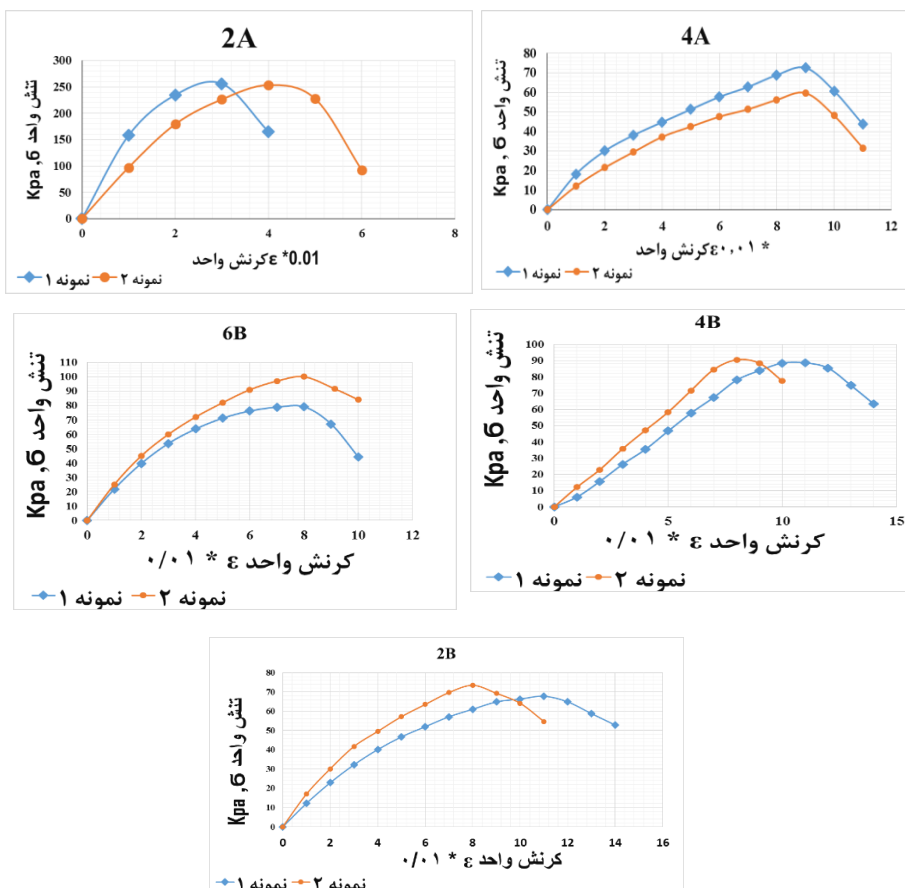 2A
300
250
200
150
100
50
0
0 2 4 6 8
تنش واحد Kpa ,б
کرنش واحد ε *0.01
نمونه ۱ نمونه ۲
4A
80
70
60
50
40
30
20
10
0
0 2 4 6 8 10 12
تنش واحد Kpa , б
کرنش واحد ε۰,۰۱ *
نمونه ۱ نمونه ۲
6B
110
100
90
80
70
60
50
40
30
20
10
0
0 2 4 6 8 10 12
تنش واحد Kpa ,б
کرنش واحد ε * ۰/۰۱
نمونه ۱ نمونه ۲
4B
100
90
80
70
60
50
40
30
20
10
0
0 5 10 15
تنش واحد Kpa ,б
کرنش واحد ε * ۰/۰۱
نمونه ۱ نمونه ۲
2B
80
70
60
50
40
30
20
10
0
0 2 4 6 8 10 12 14 16
تنش واحد Kpa ,б
کرنش واحد ε * ۰/۰۱
نمونه ۱ نمونه ۲